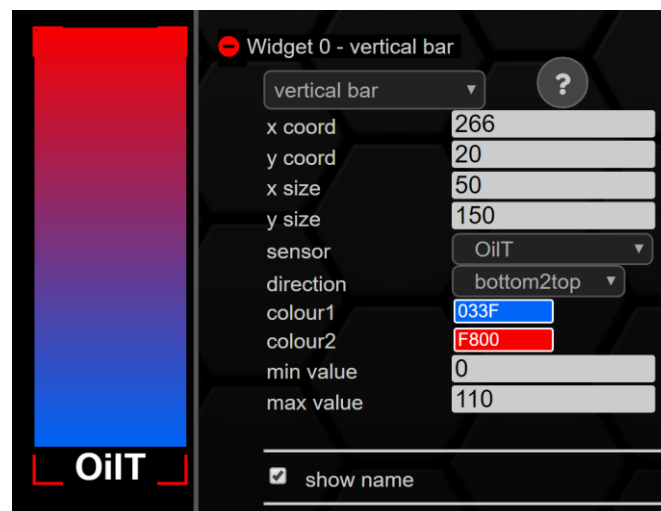 OilT
Widget 0 - vertical bar
vertical bar
?
x coord 266
y coord 20
x size 50
y size 150
sensor OilT
direction bottom2top
colour1 033F
colour2 F800
min value 0
max value 110
show name